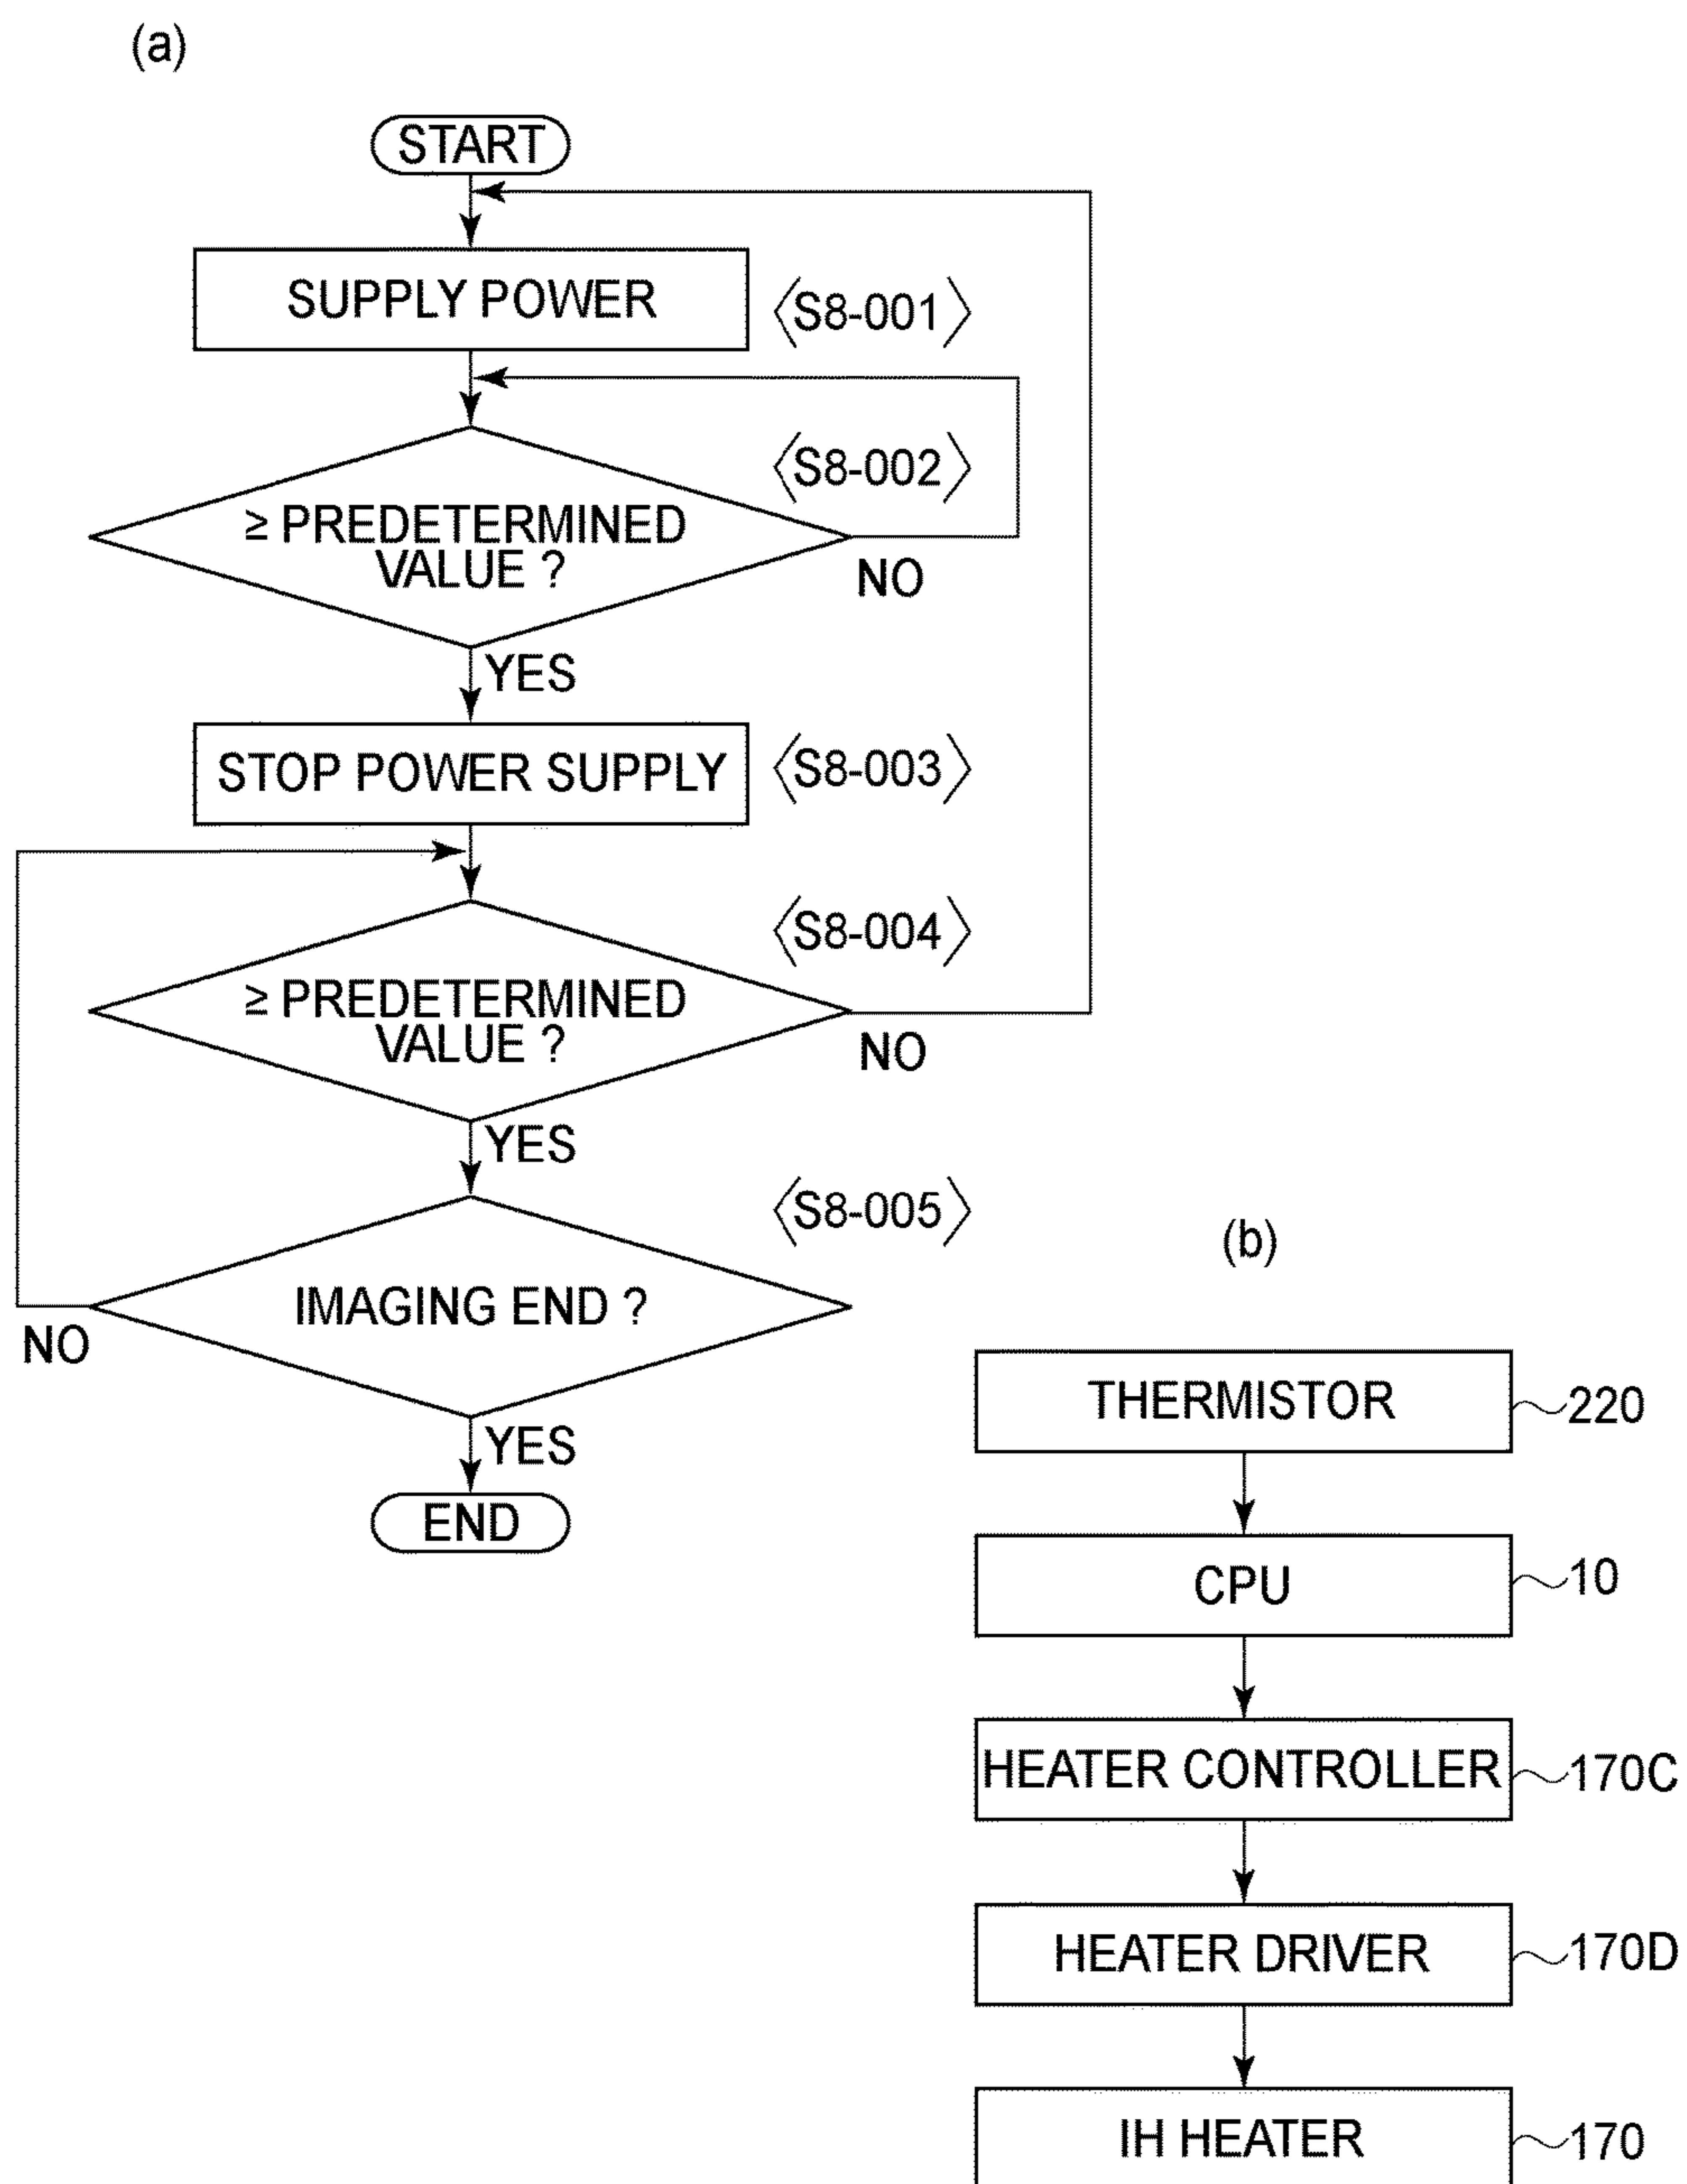 (a)
START
SUPPLY POWER
〈S8-001〉
〈S8-002〉
≥ PREDETERMINED
VALUE ?
NO
YES
STOP POWER SUPPLY
〈S8-003〉
〈S8-004〉
≥ PREDETERMINED
VALUE ?
NO
YES
〈S8-005〉
IMAGING END ?
NO
YES
END
(b)
THERMISTOR
220
CPU
10
HEATER CONTROLLER
170C
HEATER DRIVER
170D
IH HEATER
170